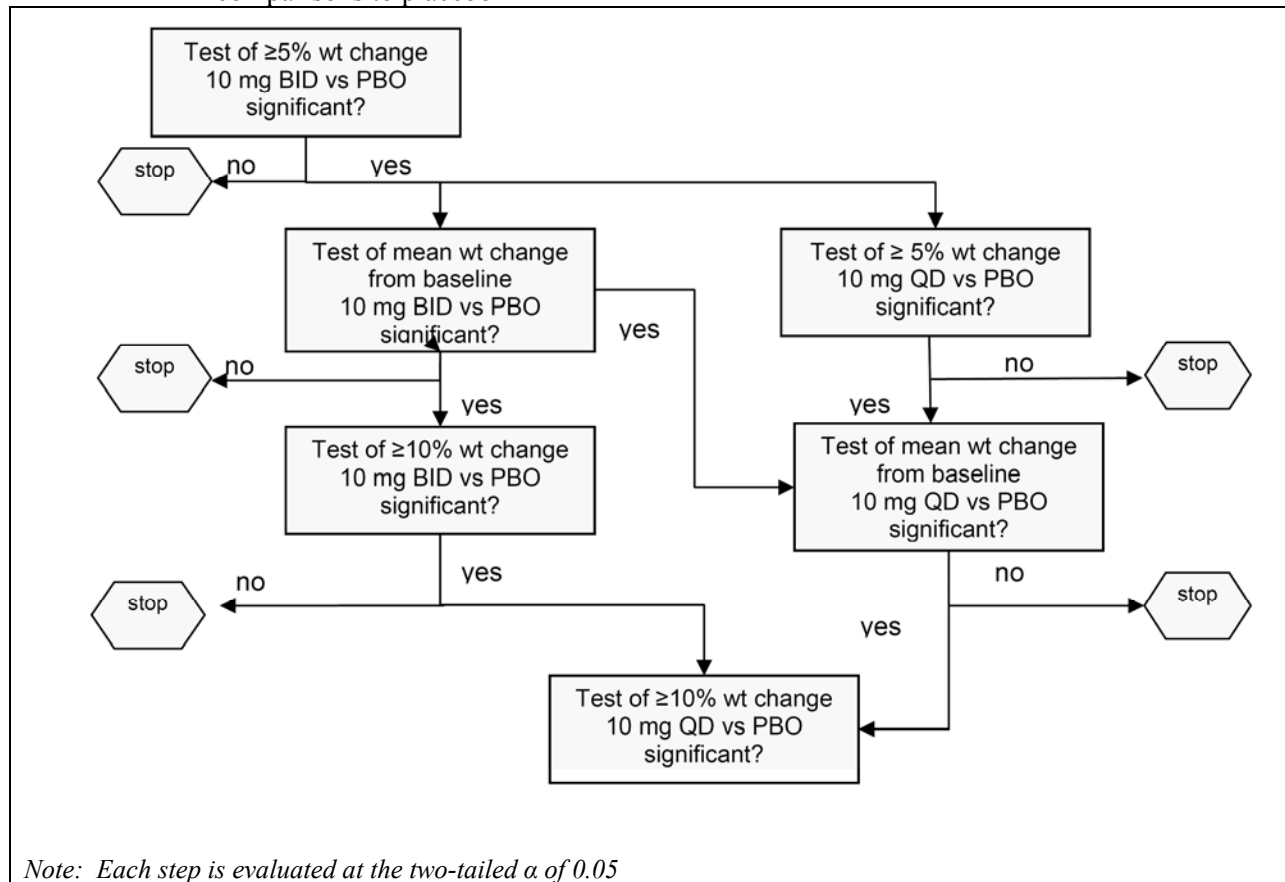 Test of ≥5% wt change
10 mg BID vs PBO
significant?
stop
no
yes
Test of mean wt change
from baseline
10 mg BID vs PBO
significant?
Test of ≥ 5% wt change
10 mg QD vs PBO
significant?
yes
stop
no
yes
no
stop
yes
Test of ≥10% wt change
10 mg BID vs PBO
significant?
Test of mean wt change
from baseline
10 mg QD vs PBO
significant?
stop
no
yes
no
stop
yes
Test of ≥10% wt change
10 mg QD vs PBO
significant?
Note: Each step is evaluated at the two-tailed α of 0.05